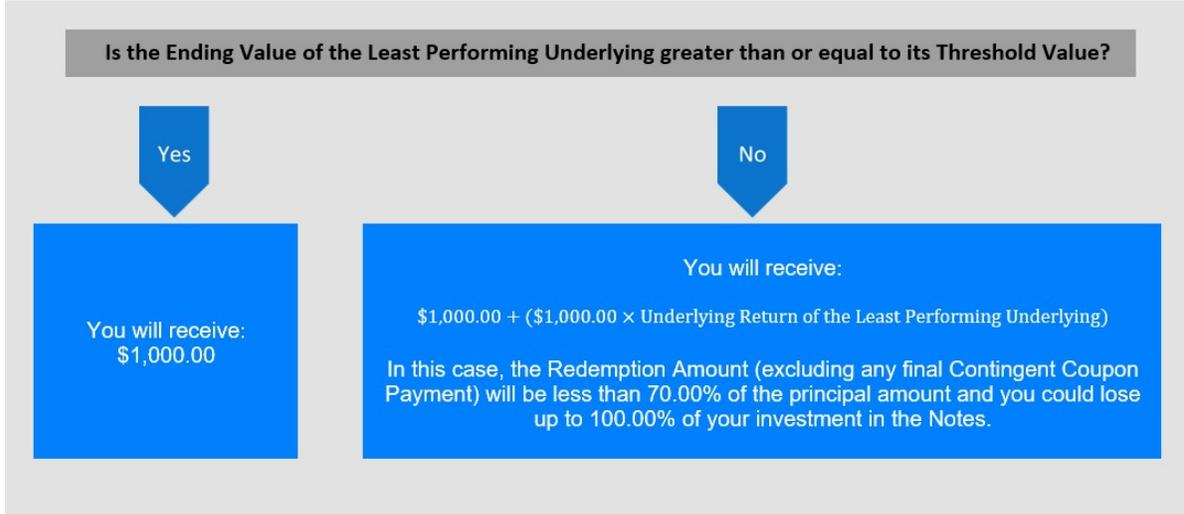 Is the Ending Value of the Least Performing Underlying greater than or equal to its Threshold Value?
Yes
No
You will receive:
$1,000.00
You will receive:
$1,000.00 + ($1,000.00 × Underlying Return of the Least Performing Underlying)
In this case, the Redemption Amount (excluding any final Contingent Coupon
Payment) will be less than 70.00% of the principal amount and you could lose
up to 100.00% of your investment in the Notes.